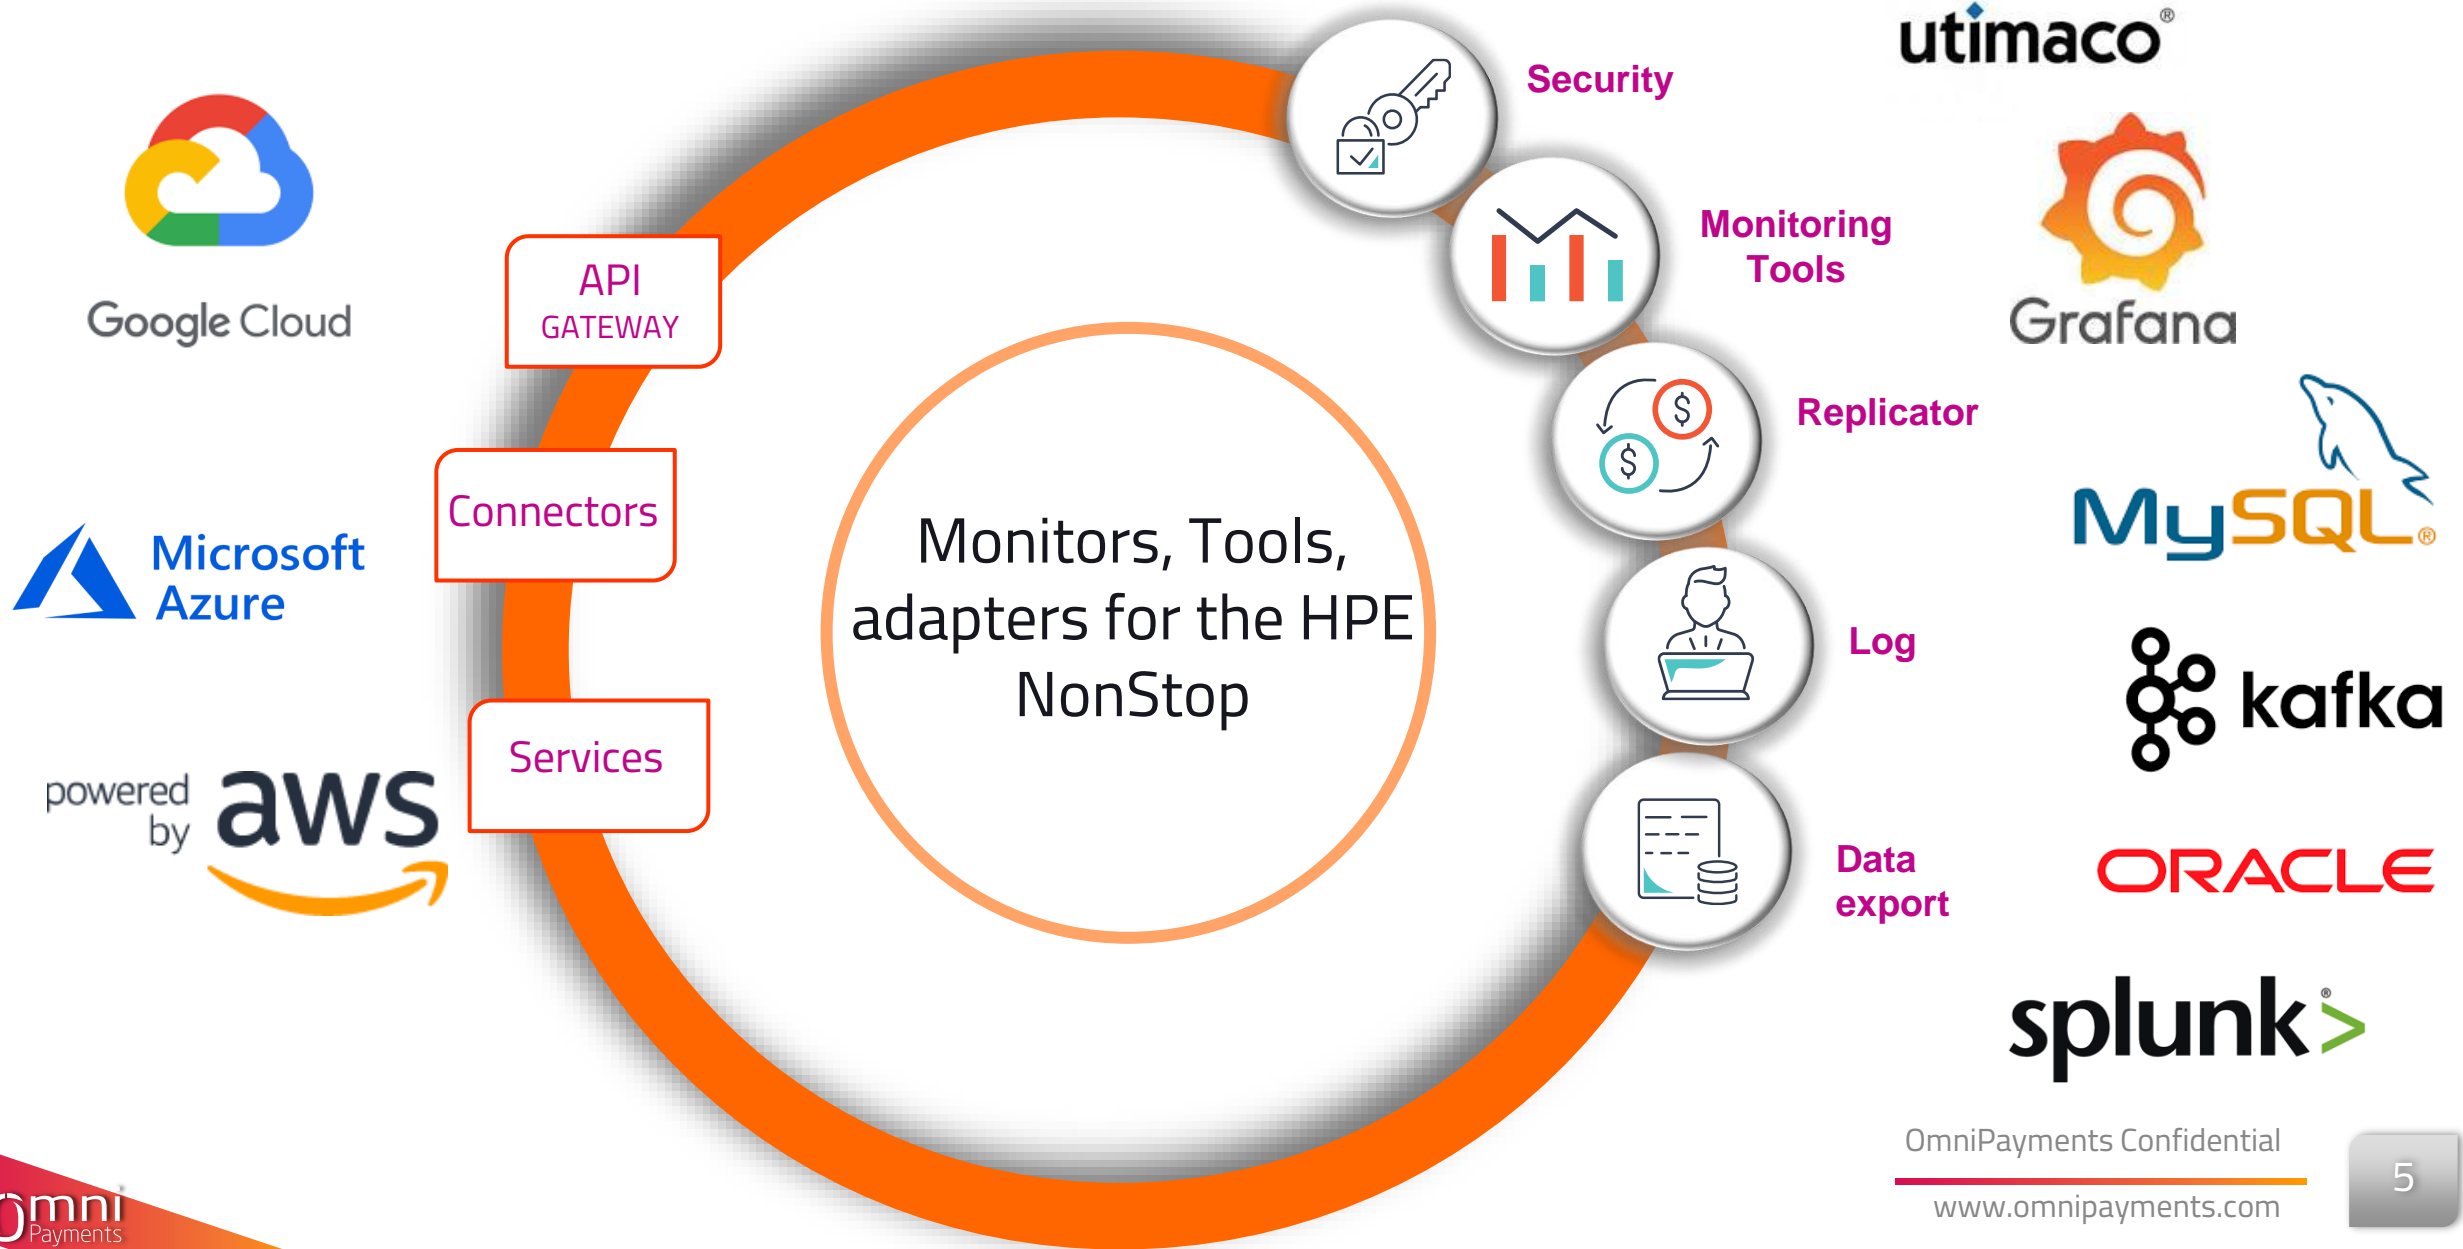 utimaco®
Security
Google Cloud
API
GATEWAY
Monitoring
Tools
Grafana
Replicator
Connectors
MySQL®
Microsoft
Azure
Monitors, Tools,
adapters for the HPE
NonStop
$
$
Log
kafka
Services
powered
by
aws
Data
export
ORACLE
splunk>®
OmniPayments Confidential
5
www.omnipayments.com
Omni
Payments